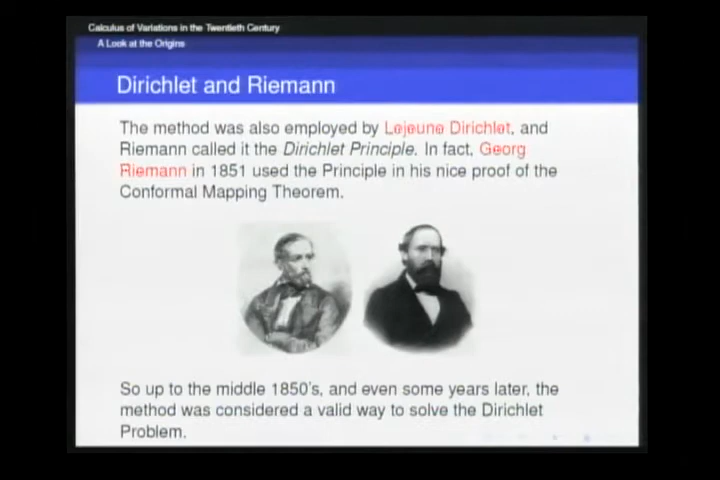 Calculus of Variations in the Twentieth Century
A Look at the Origins
Dirichlet and Riemann
The method was also employed by Lejeune Dirichlet, and
Riemann called it the Dirichlet Principle. In fact, Georg
Riemann in 1851 used the Principle in his nice proof of the
Conformal Mapping Theorem.
So up to the middle 1850's, and even some years later, the
method was considered a valid way to solve the Dirichlet
Problem.